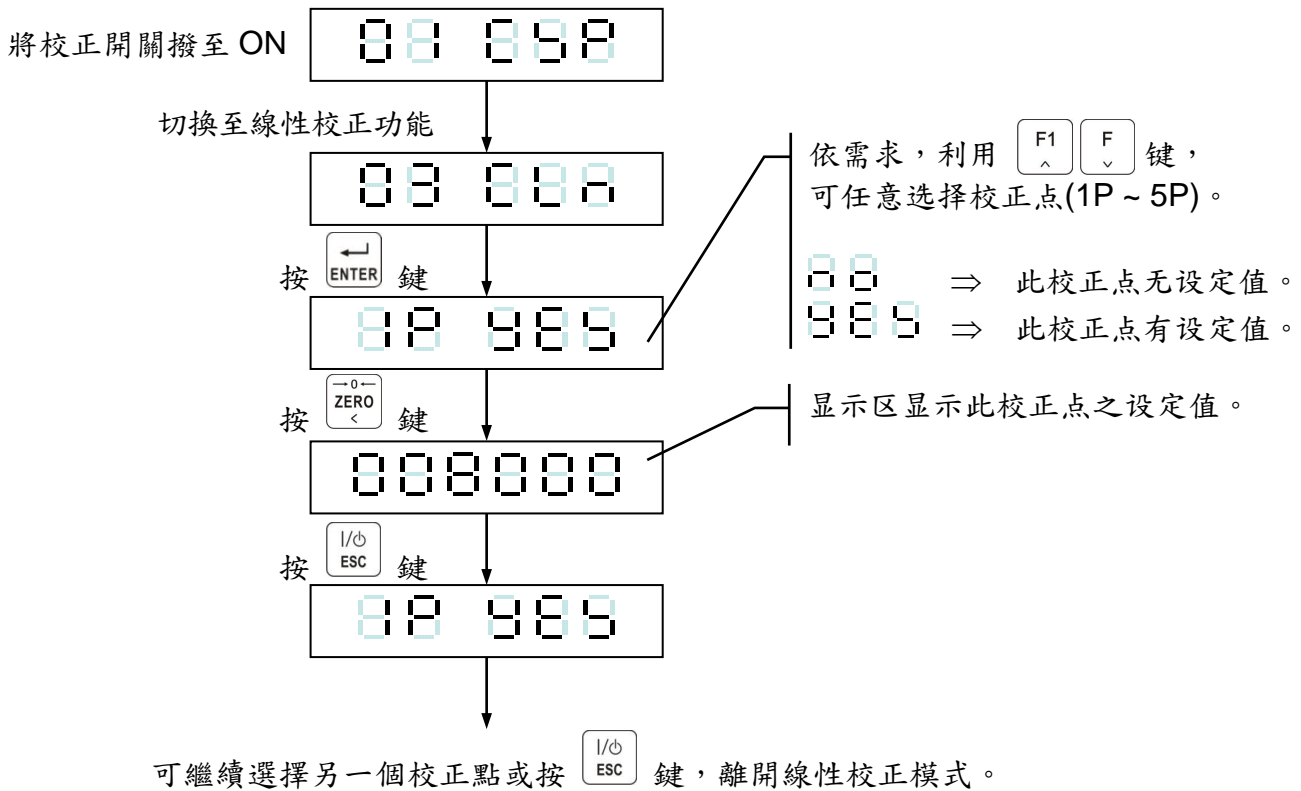 將校正開關撥至 ON
01 CSP
切換至線性校正功能
03 CLn
按 ENTER 鍵
1P YES
依需求，利用 F1 F 键，
可任意选择校正点(1P ~ 5P)。
no ⇒ 此校正点无设定值。
YES ⇒ 此校正点有设定值。
按 →0← ZERO < 鍵
008000
显示区显示此校正点之设定值。
按 I/⏻ ESC 鍵
1P YES
可繼續選擇另一個校正點或按 I/⏻ ESC 鍵，離開線性校正模式。